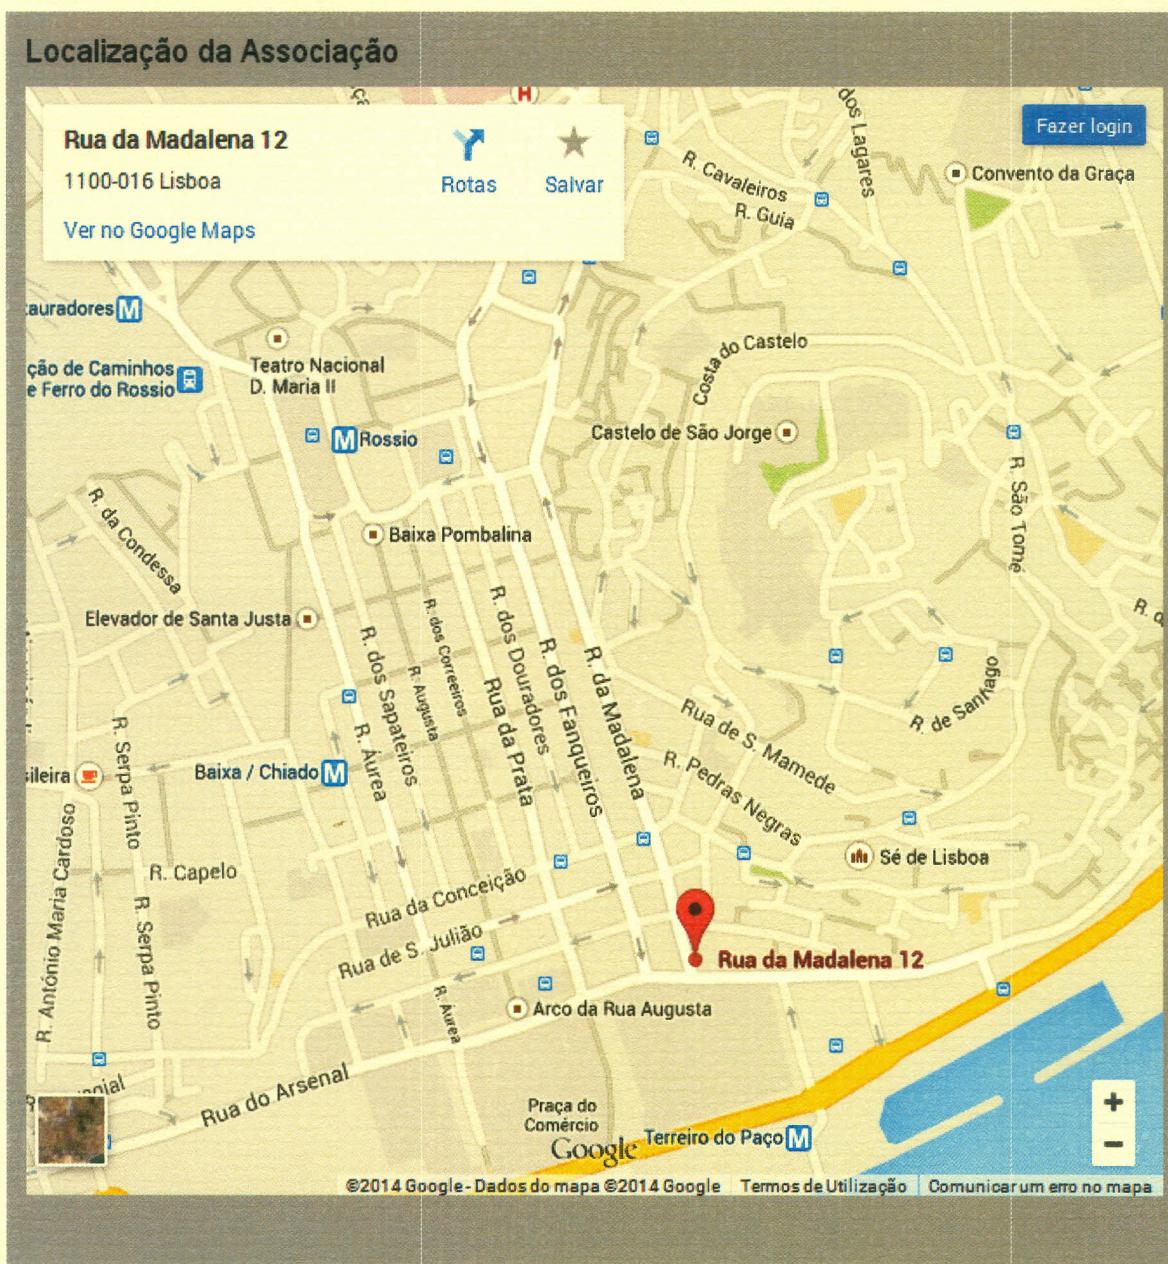 Localização da Associação
Rua da Madalena 12
1100-016 Lisboa
Rotas
Salvar
Ver no Google Maps
Fazer login
H
dos Lagares
R. Cavaleiros
R. Guia
Convento da Graça
M
Teatro Nacional
D. Maria II
de Caminhos
Ferro do Rossio
Costa do Castelo
M Rossio
Castelo de São Jorge
R. São Tomé
R. da Condessa
Baixa Pombalina
Elevador de Santa Justa
R. dos Sapateiros
R. dos Correeiros
R. Augusta
R. dos Douradores
R. dos Fanqueiros
R. da Madalena
Rua da Prata
R. Áurea
R. de Santiago
Rua de S. Mamede
R. Pedras Negras
R. Serpa Pinto
Baixa / Chiado M
R. António Maria Cardoso
R. Capelo
Sé de Lisboa
Rua da Conceição
R. Serpa Pinto
Rua de S. Julião
Rua da Madalena 12
R. Áurea
Arco da Rua Augusta
Rua do Arsenal
Praça do
Comércio
Google
Terreiro do Paço M
+
−
©2014 Google - Dados do mapa ©2014 Google
Termos de Utilização
Comunicar um erro no mapa